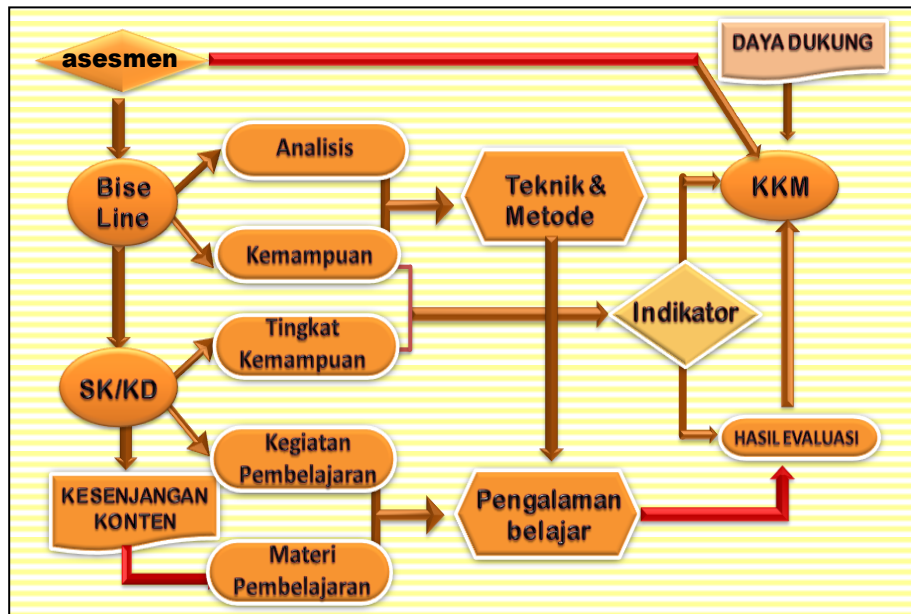 asesmen
DAYA DUKUNG
Analisis
Bise
Line
Teknik &
Metode
KKM
Kemampuan
Indikator
Tingkat
Kemampuan
SK/KD
Kegiatan
Pembelajaran
HASIL EVALUASI
KESENJANGAN
KONTEN
Pengalaman
belajar
Materi
Pembelajaran